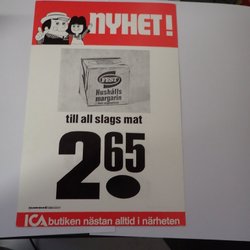 NYHET!
FEST
Hushålls
margarin
till all slags mat
2.65
ICA butiken nästan alltid i närheten